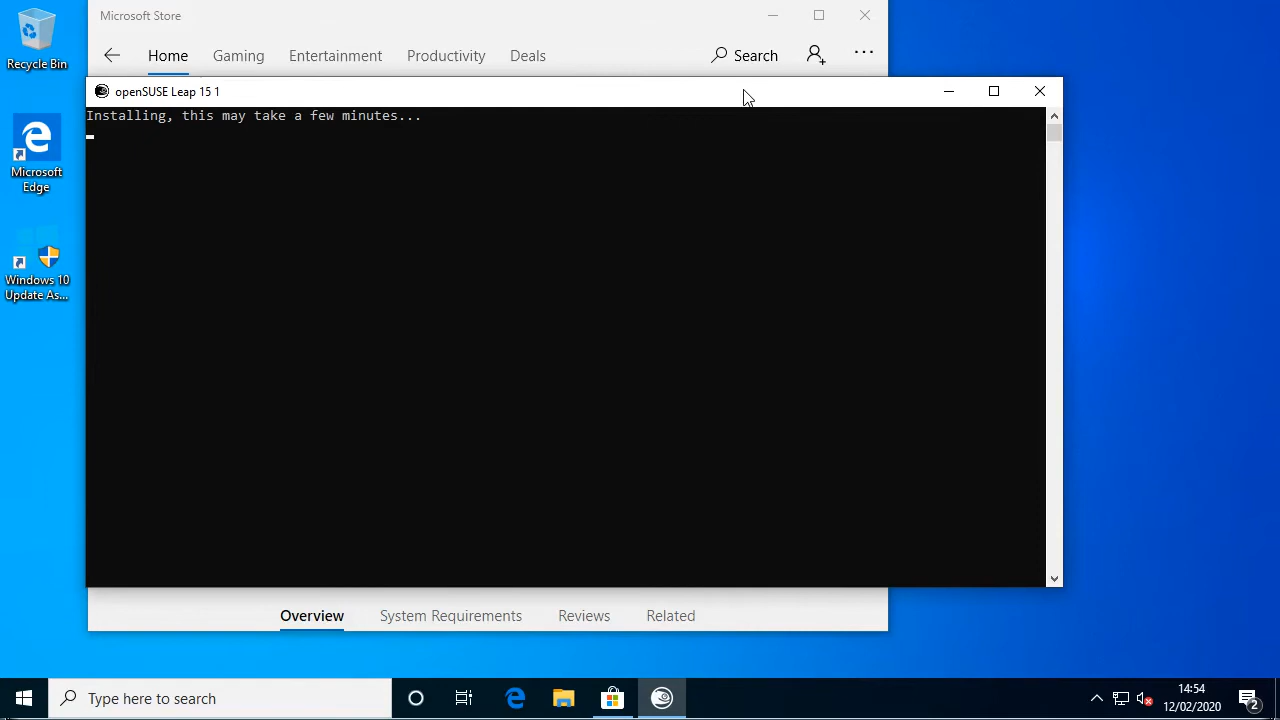 Microsoft Store
Recycle Bin
Home Gaming Entertainment Productivity Deals Search
openSUSE Leap 15 1
Installing, this may take a few minutes...
Microsoft
Edge
Windows 10
Update As...
Overview System Requirements Reviews Related
Type here to search
14:54
12/02/2020
2